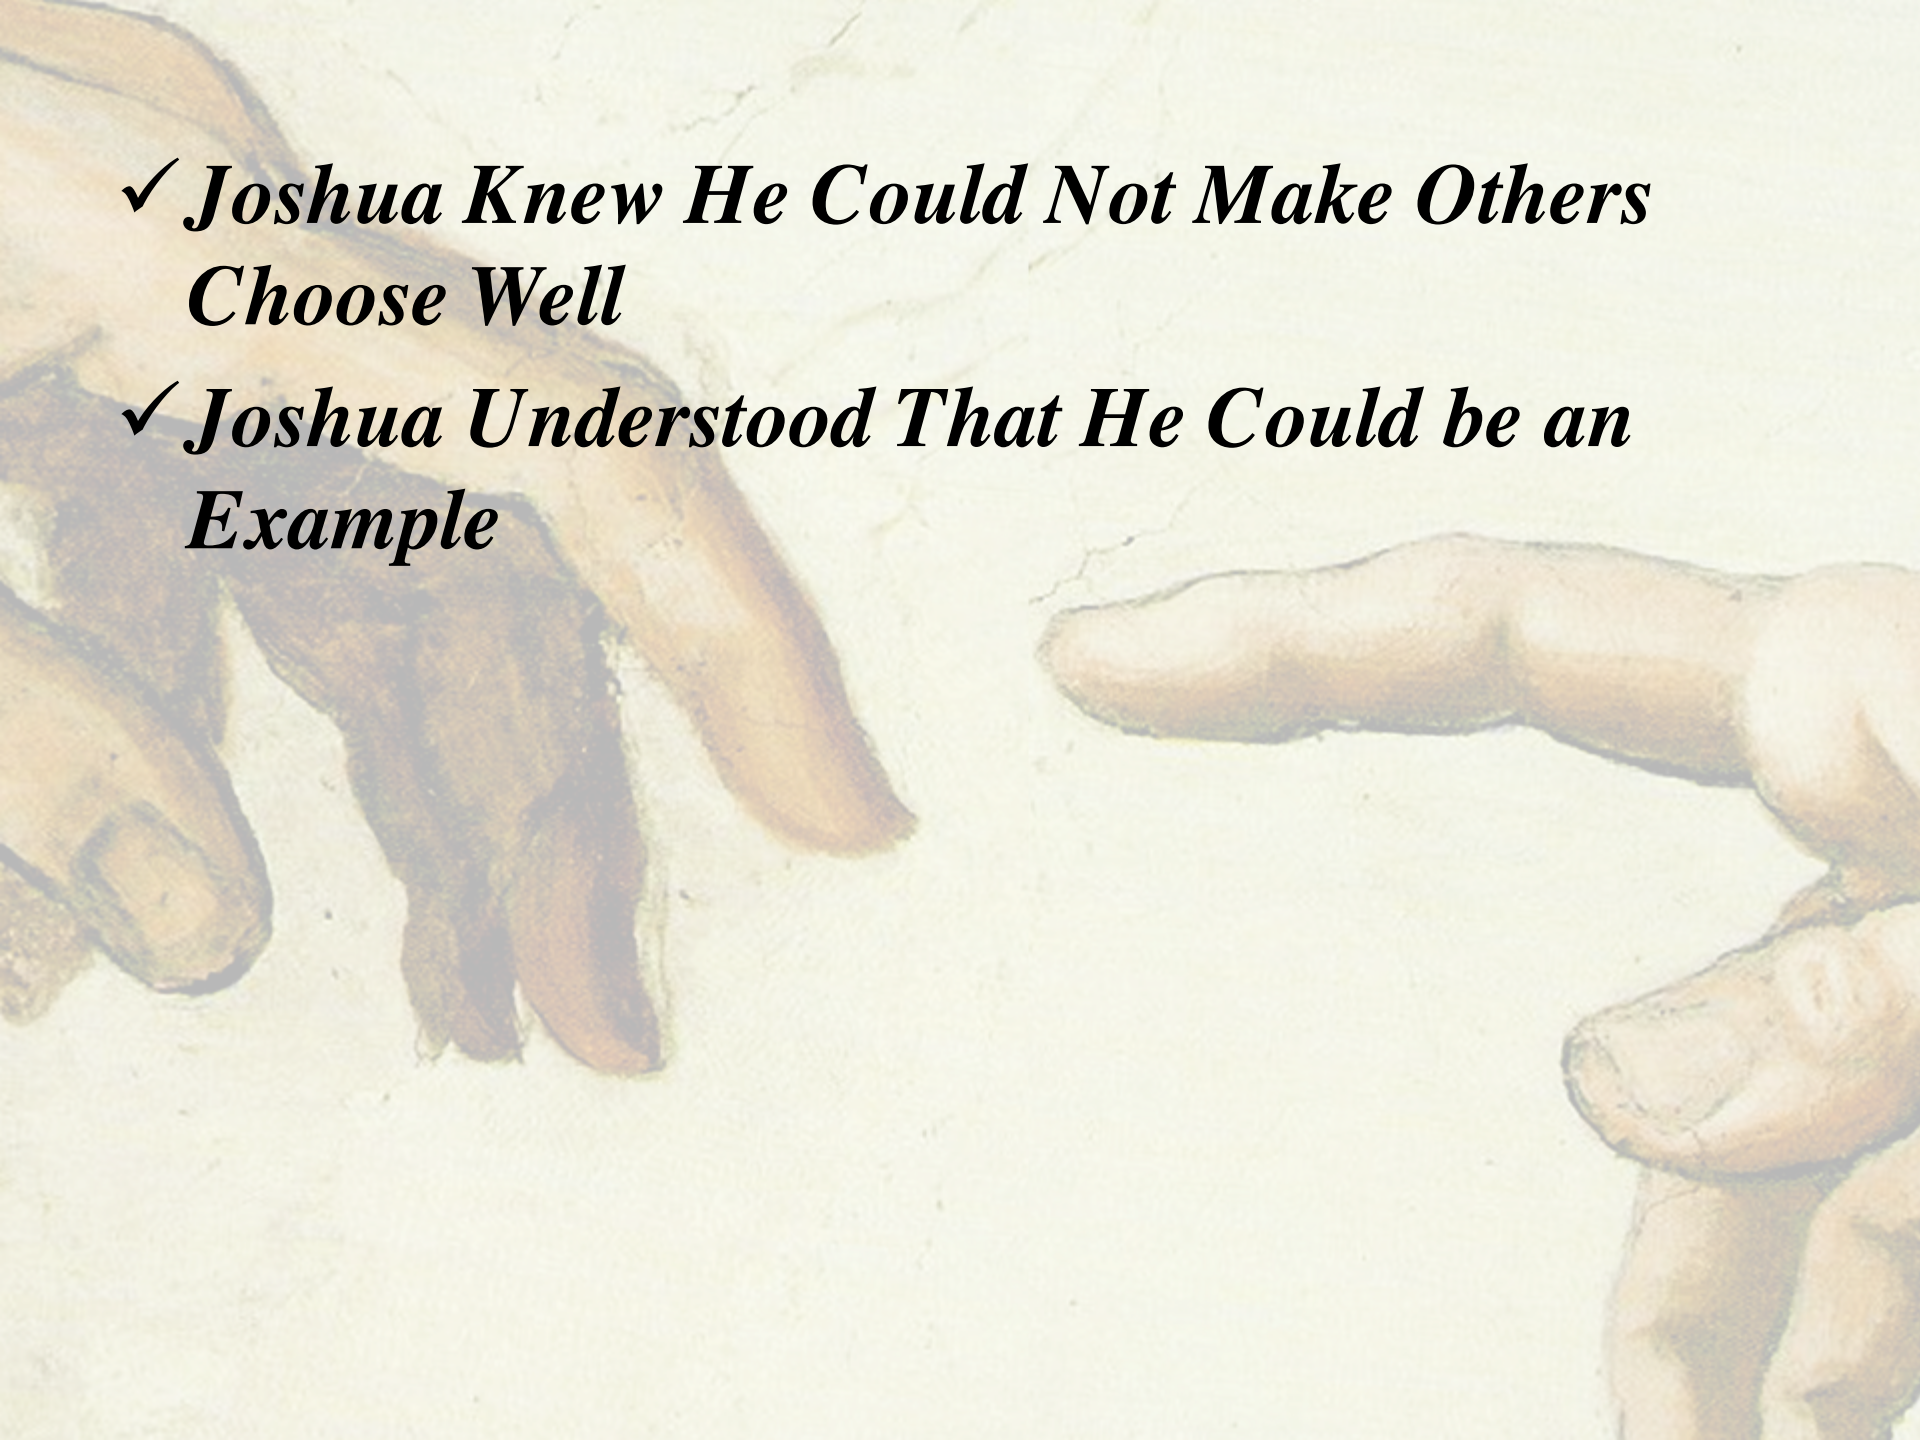 ✓ Joshua Knew He Could Not Make Others
Choose Well
✓ Joshua Understood That He Could be an
Example